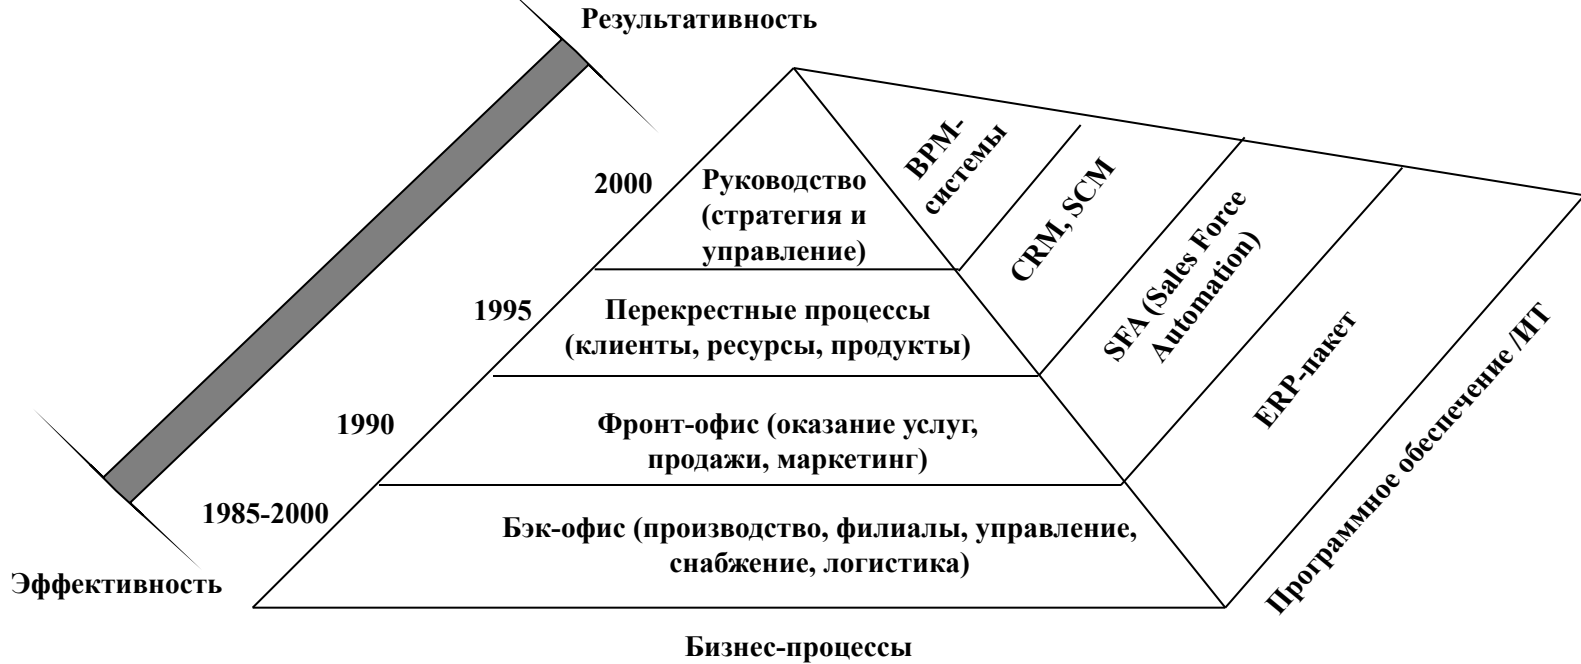 Результативность
2000
Руководство
(стратегия и
управление)
BPM-
системы
1995
Перекрестные процессы
(клиенты, ресурсы, продукты)
CRM, SCM
1990
Фронт-офис (оказание услуг,
продажи, маркетинг)
SFA (Sales Force
Automation)
1985-2000
Бэк-офис (производство, филиалы, управление,
снабжение, логистика)
ERP-пакет
Эффективность
Программное обеспечение /ИТ
Бизнес-процессы